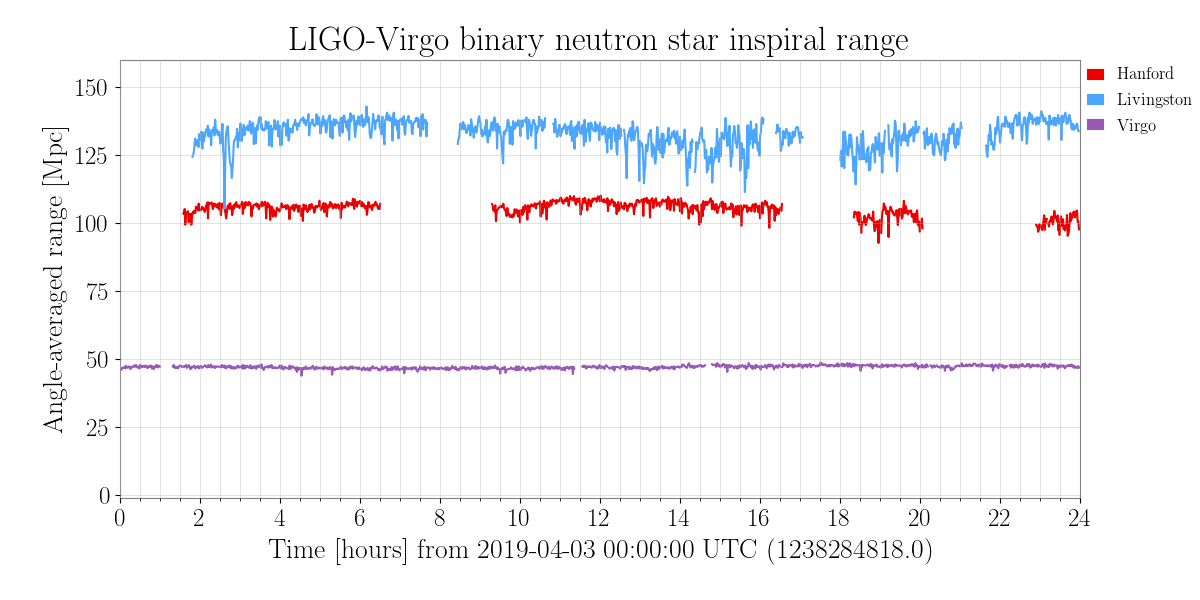 LIGO-Virgo binary neutron star inspiral range
Hanford
Livingston
Virgo
Angle-averaged range [Mpc]
150
125
100
75
50
25
0
0 2 4 6 8 10 12 14 16 18 20 22 24
Time [hours] from 2019-04-03 00:00:00 UTC (1238284818.0)